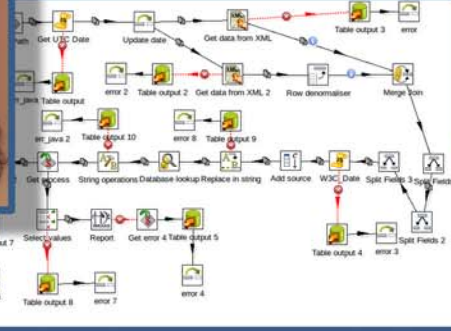 Get UTC Date
Update date
Get data from XML
Table output 3
error
Table output
error 2
Table output 2
Get data from XML 2
Row denormaliser
Merge Join
Table output 10
error 8
Table output 9
Get process
String operations
Database lookup
Replace in string
Add source
W3C_Date
Split Fields 3
Split Fields
Select values
Report
Get error 4
Table output 5
Table output 4
error 3
Split Fields 2
Table output 8
error 7
error 4